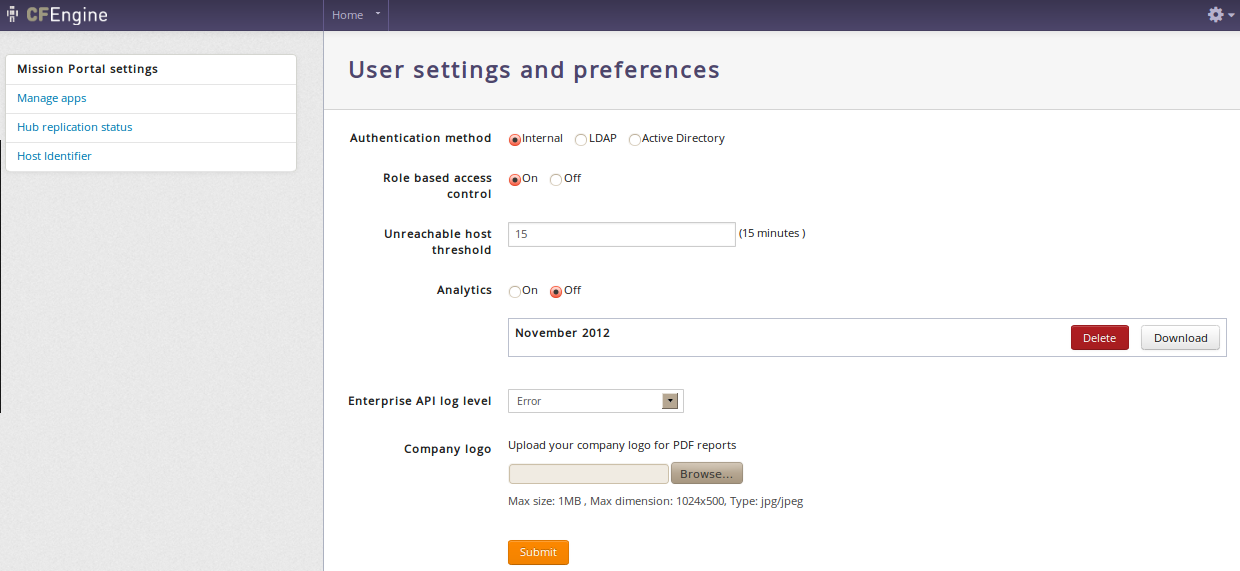 CFEngine
Home
Mission Portal settings
Manage apps
Hub replication status
Host Identifier
User settings and preferences
Authentication method Internal LDAP Active Directory
Role based access
control
On Off
Unreachable host
threshold
15 (15 minutes )
Analytics On Off
November 2012 Delete Download
Enterprise API log level Error
Company logo Upload your company logo for PDF reports
Browse...
Max size: 1MB , Max dimension: 1024x500, Type: jpg/jpeg
Submit